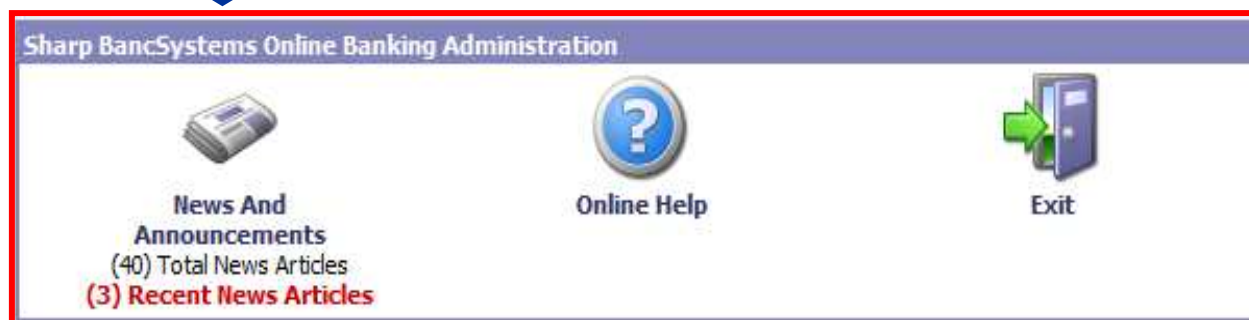 Sharp BancSystems Online Banking Administration
News And
Announcements
(40) Total News Articles
(3) Recent News Articles
Online Help
Exit